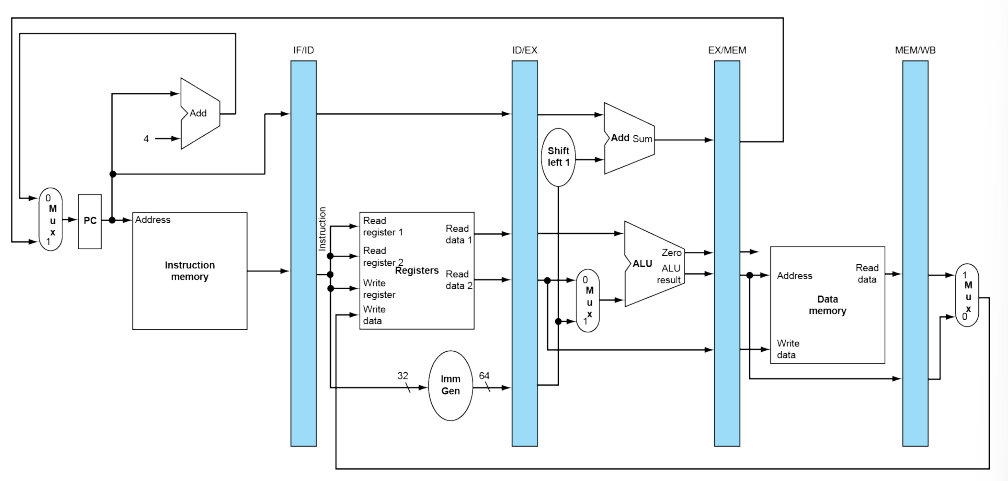 IF/ID
ID/EX
EX/MEM
MEM/WB
Add
4
Add Sum
Shift
left 1
0
M
u
x
1
PC
Address
Instruction
memory
Instruction
Read
register 1
Read
register 2
Write
register
Write
data
Registers
Read
data 1
Read
data 2
0
M
u
x
1
ALU
Zero
ALU
result
Address
Read
data
Data
memory
Write
data
1
M
u
x
0
32
Imm
Gen
64